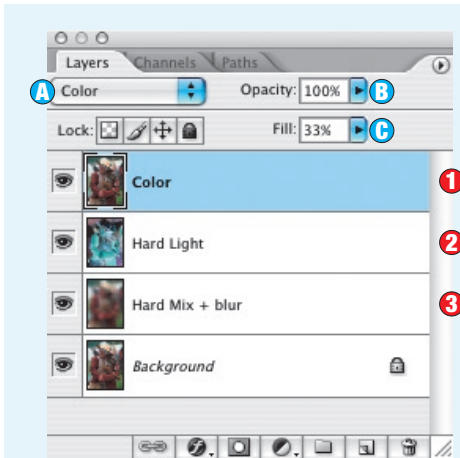 Layers Channels Paths
A Color Opacity: 100% B
Lock: Fill: 33% C
Color 1
Hard Light 2
Hard Mix + blur 3
Background